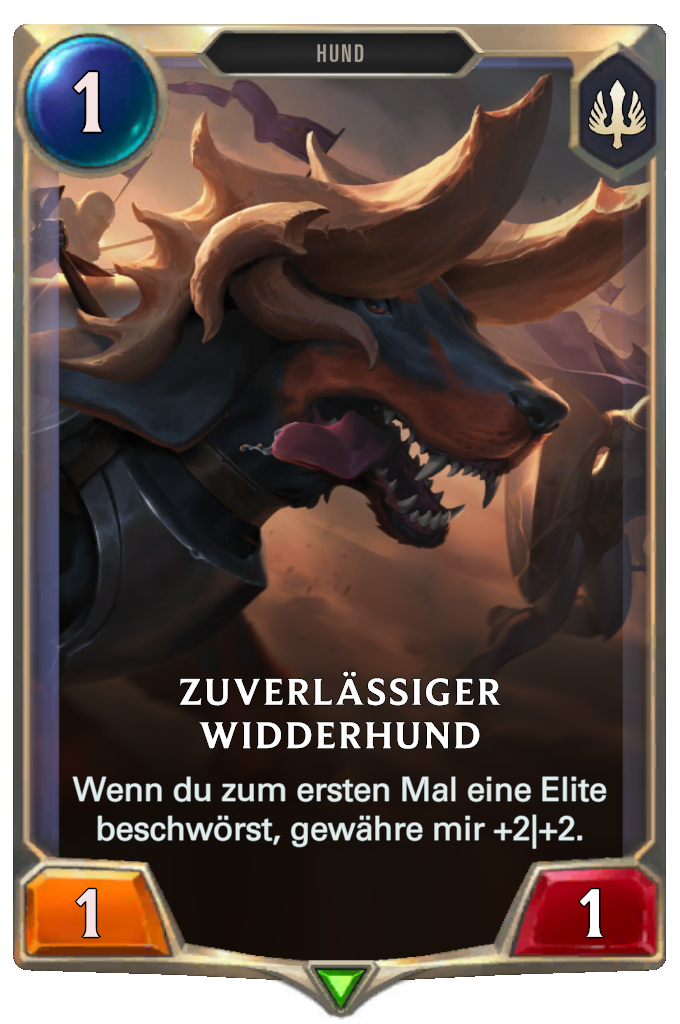 1
HUND
ZUVERLÄSSIGER
WIDDERHUND
Wenn du zum ersten Mal eine Elite
beschwörst, gewähre mir +2|+2.
1
1